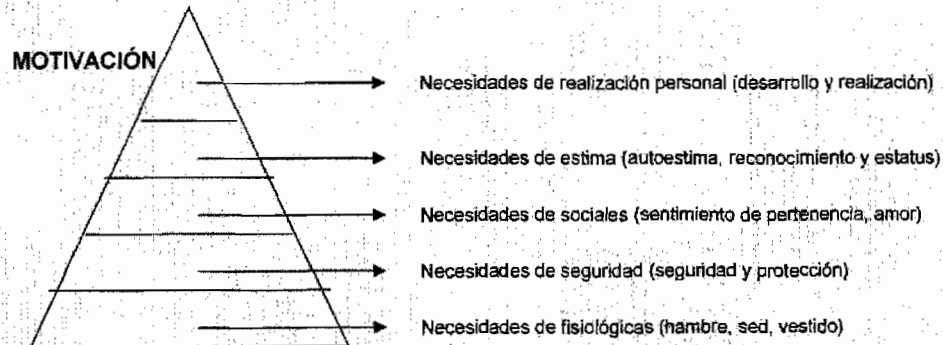 MOTIVACIÓN
Necesidades de realización personal (desarrollo y realización)
Necesidades de estima (autoestima, reconocimiento y estatus)
Necesidades de sociales (sentimiento de pertenencia, amor)
Necesidades de seguridad (seguridad y protección)
Necesidades de fisiológicas (hambre, sed, vestido)